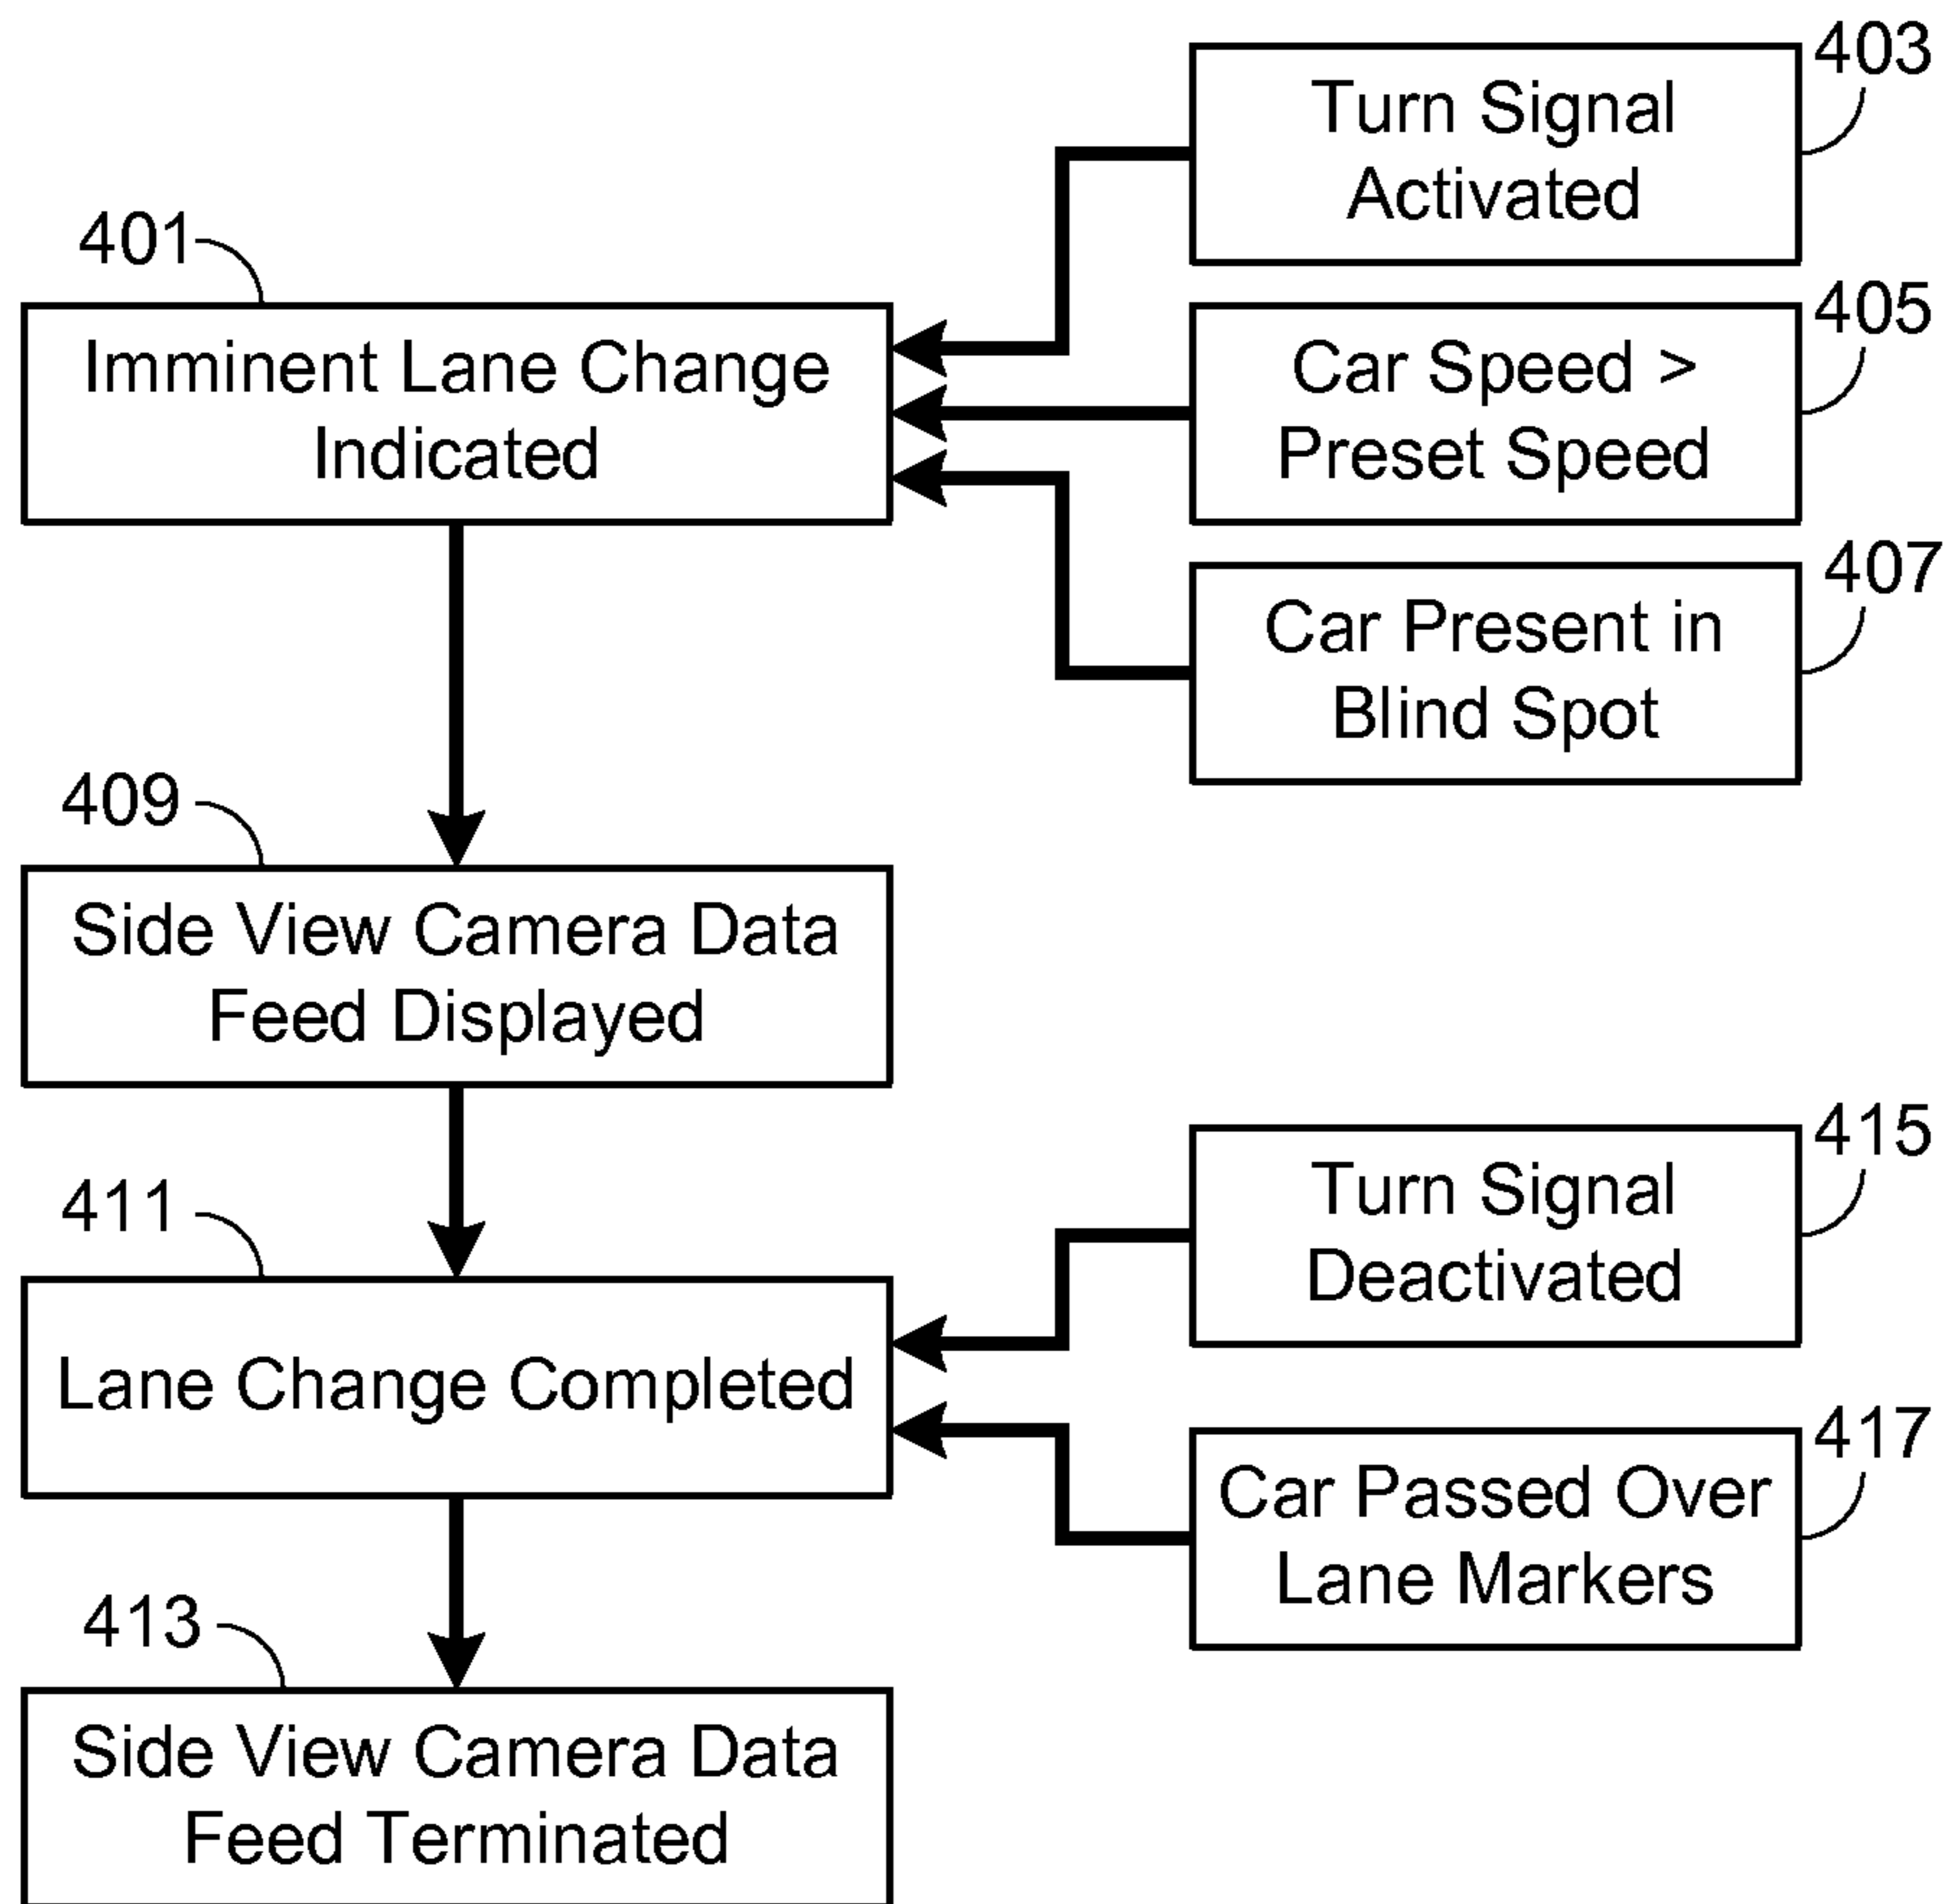 403
Turn Signal
Activated
401
Imminent Lane Change
Indicated
405
Car Speed >
Preset Speed
407
Car Present in
Blind Spot
409
Side View Camera Data
Feed Displayed
411
Lane Change Completed
415
Turn Signal
Deactivated
417
Car Passed Over
Lane Markers
413
Side View Camera Data
Feed Terminated